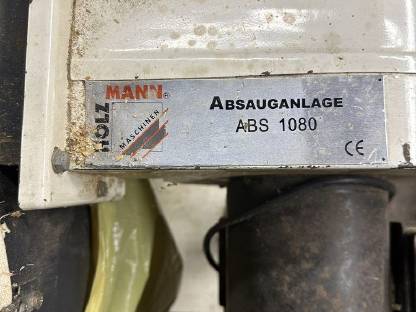 HOLZ
MANN®
MASCHINEN
ABSAUGANLAGE
ABS 1080
CE